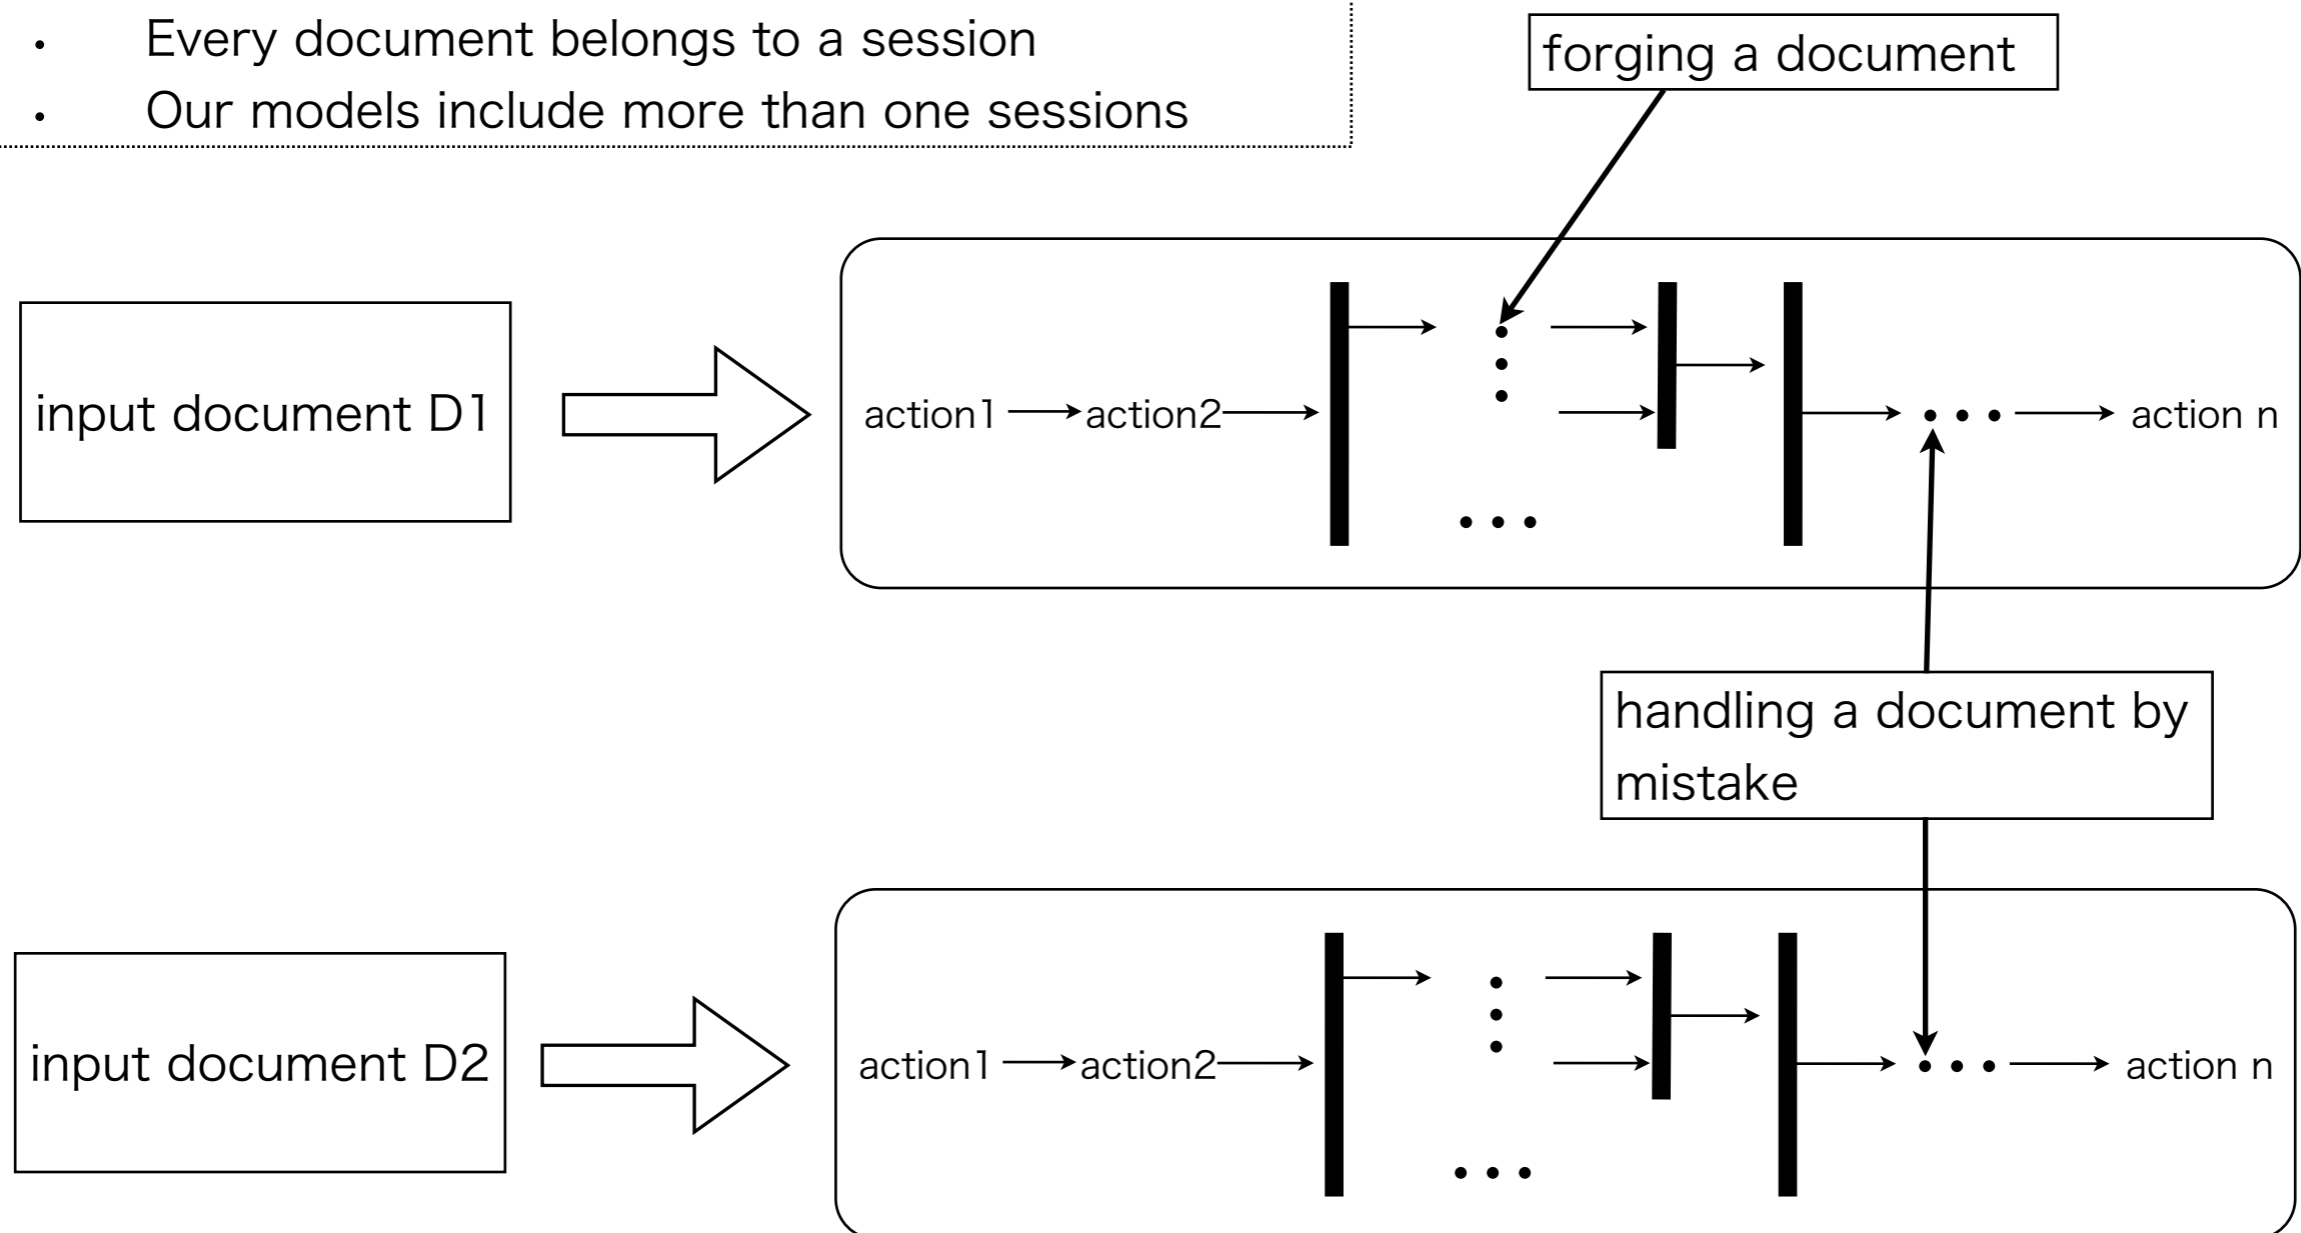 • Every document belongs to a session
• Our models include more than one sessions
forging a document
input document D1
action1
action2
• • •
action n
handling a document by
mistake
input document D2
action1
action2
• • •
action n